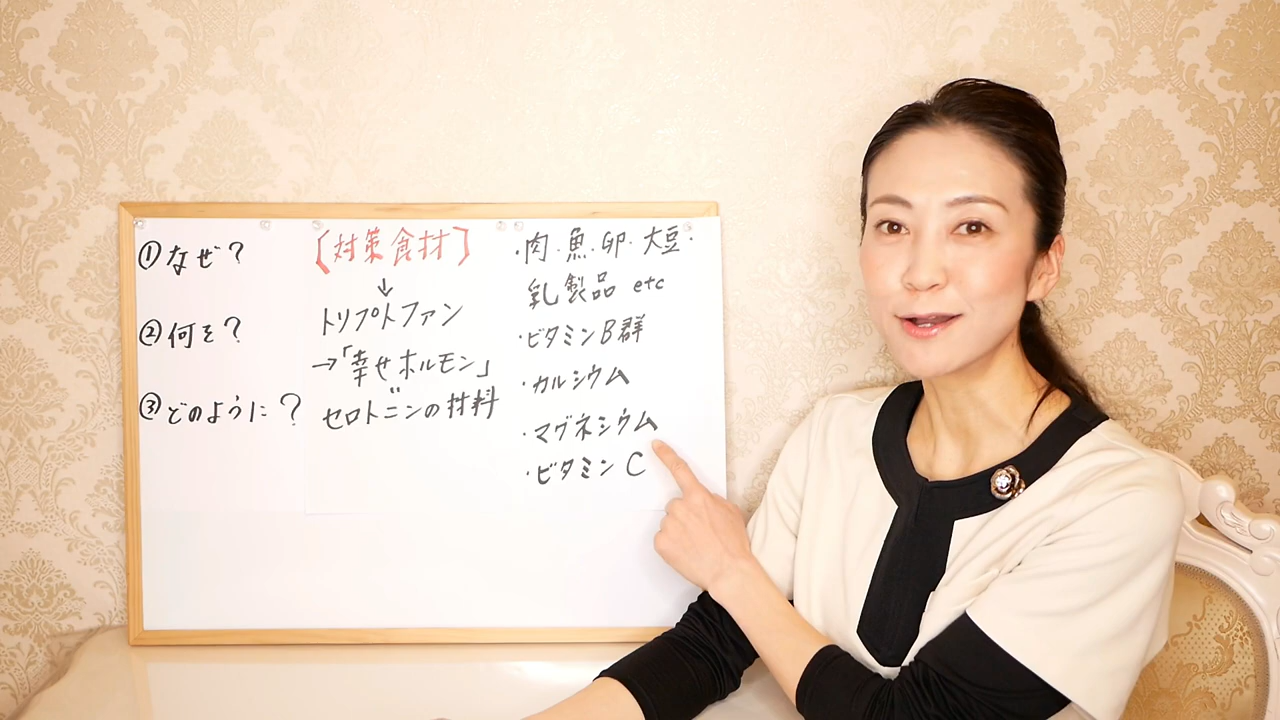 ①なぜ?
②何を?
③どのように?
【対策食材】
↓
トリプトファン
→「幸せホルモン」
〃
セロトニンの材料
・肉・魚・卵・大豆・
乳製品 etc
・ビタミンB群
・カルシウム
・マグネシウム
・ビタミンC